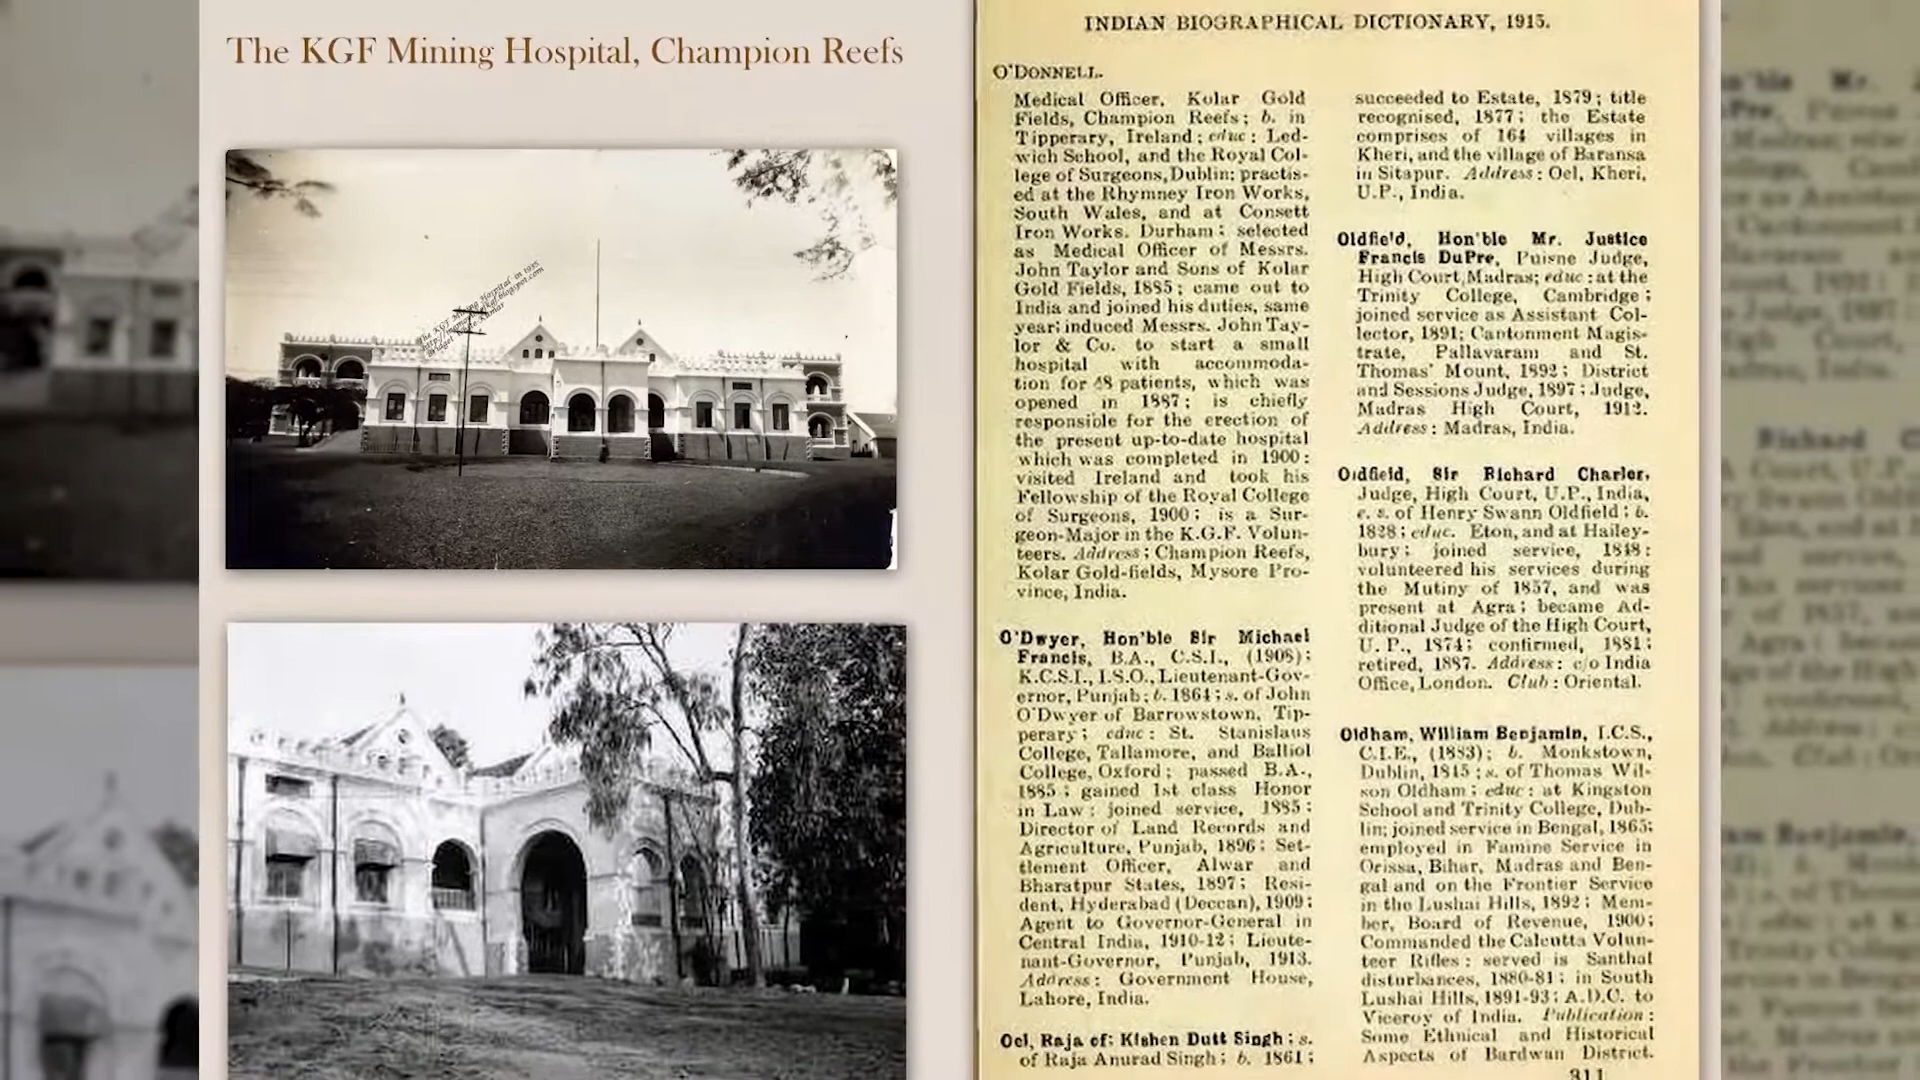 The KGF Mining Hospital, Champion Reefs
The KGF Mining Hospital, in 1935
INDIAN BIOGRAPHICAL DICTIONARY, 1915.
O'DONNELL.
Medical Officer, Kolar Gold
Fields, Champion Reefs; b. in
Tipperary, Ireland; educ: Led-
wich School, and the Royal Col-
lege of Surgeons, Dublin; practis-
ed at the Rhymney Iron Works,
South Wales, and at Consett
Iron Works. Durham; selected
as Medical Officer of Messrs.
John Taylor and Sons of Kolar
Gold Fields, 1885; came out to
India and joined his duties, same
year; induced Messrs. John Tay-
lor & Co. to start a small
hospital with accommoda-
tion for 48 patients, which was
opened in 1887; is chiefly
responsible for the erection of
the present up-to-date hospital
which was completed in 1900:
visited Ireland and took his
Fellowship of the Royal College
of Surgeons, 1900; is a Sur-
geon-Major in the K.G.F. Volun-
teers. Address: Champion Reefs,
Kolar Gold-fields, Mysore Pro-
vince, India.
O'Dwyer, Hon'ble Sir Michael
Francis, B.A., C.S.I., (1908);
K.C.S.I., I.S.O., Lieutenant-Gov-
ernor, Punjab; b. 1864; s. of John
O'Dwyer of Barrowstown, Tip-
perary; educ: St. Stanislaus
College, Tallamore, and Balliol
College, Oxford; passed B.A.,
1885; gained 1st class Honor
in Law; joined service, 1885;
Director of Land Records and
Agriculture, Punjab, 1896; Set-
tlement Officer, Alwar and
Bharatpur States, 1897; Resi-
dent, Hyderabad (Deccan), 1909;
Agent to Governor-General in
Central India, 1910-12; Lieute-
nant-Governor, Punjab, 1913.
Address: Government House,
Lahore, India.
Oel, Raja of; Kishen Dutt Singh; s.
of Raja Anurad Singh; b. 1861;
succeeded to Estate, 1879; title
recognised, 1877; the Estate
comprises of 164 villages in
Kheri, and the village of Baransa
in Sitapur. Address: Oel, Kheri,
U.P., India.
Oldfield, Hon'ble Mr. Justice
Francis DuPre, Puisne Judge,
High Court, Madras; educ: at the
Trinity College, Cambridge;
joined service as Assistant Col-
lector, 1891; Cantonment Magis-
trate, Pallavaram and St.
Thomas' Mount, 1892; District
and Sessions Judge, 1897; Judge,
Madras High Court, 1912.
Address: Madras, India.
Oldfield, Sir Richard Charles,
Judge, High Court, U.P., India,
e. s. of Henry Swann Oldfield; b.
1828; educ. Eton, and at Hailey-
bury; joined service, 1848;
volunteered his services during
the Mutiny of 1857, and was
present at Agra; became Ad-
ditional Judge of the High Court,
U. P., 1874; confirmed, 1881;
retired, 1887. Address: c/o India
Office, London. Club: Oriental.
Oldham, William Benjamin, I.C.S.,
C.I.E., (1883); b. Monkstown,
Dublin, 1845; s. of Thomas Wil-
son Oldham; educ: at Kingston
School and Trinity College, Dub-
lin; joined service in Bengal, 1865;
employed in Famine Service in
Orissa, Bihar, Madras and Ben-
gal and on the Frontier Service
in the Lushai Hills, 1892; Mem-
ber, Board of Revenue, 1900;
Commanded the Calcutta Volun-
teer Rifles; served is Santhal
disturbances, 1880-81; in South
Lushai Hills, 1891-93; A.D.C. to
Viceroy of India. Publication:
Some Ethnical and Historical
Aspects of Bardwan District.
311